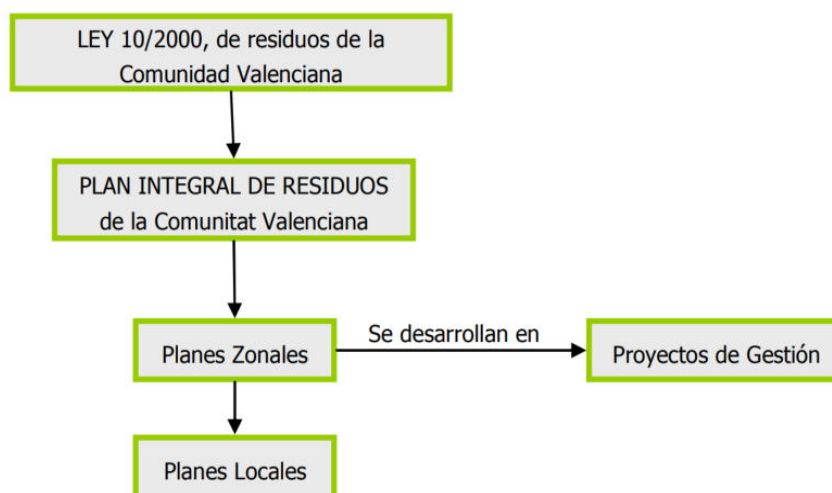 LEY 10/2000, de residuos de la
Comunidad Valenciana
PLAN INTEGRAL DE RESIDUOS
de la Comunitat Valenciana
Planes Zonales
Se desarrollan en
Proyectos de Gestión
Planes Locales